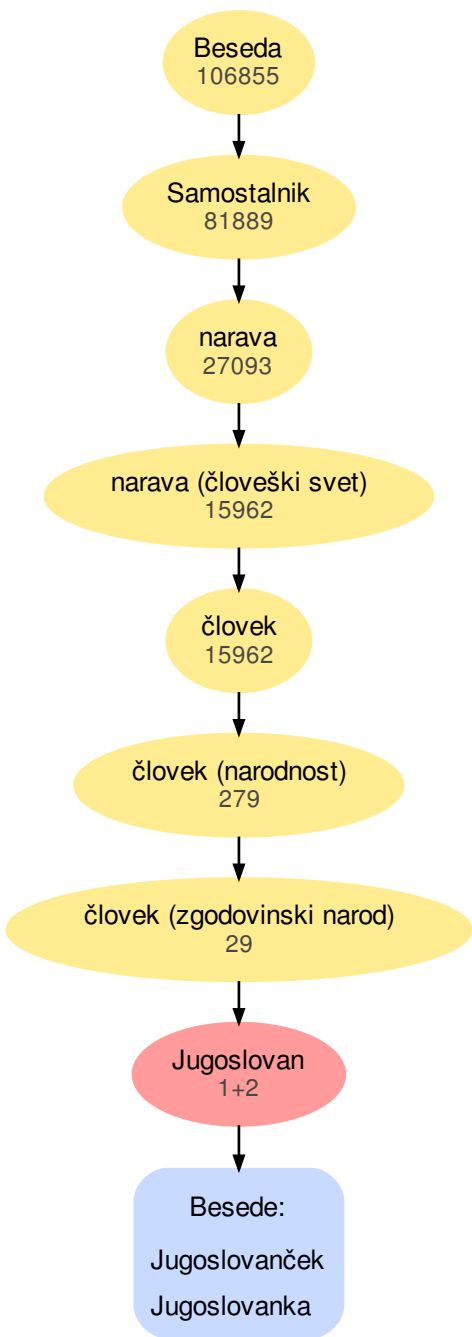 Beseda
106855
Samostalnik
81889
narava
27093
narava (človeški svet)
15962
človek
15962
človek (narodnost)
279
človek (zgodovinski narod)
29
Jugoslovan
1+2
Besede:
Jugoslovanček
Jugoslovanka